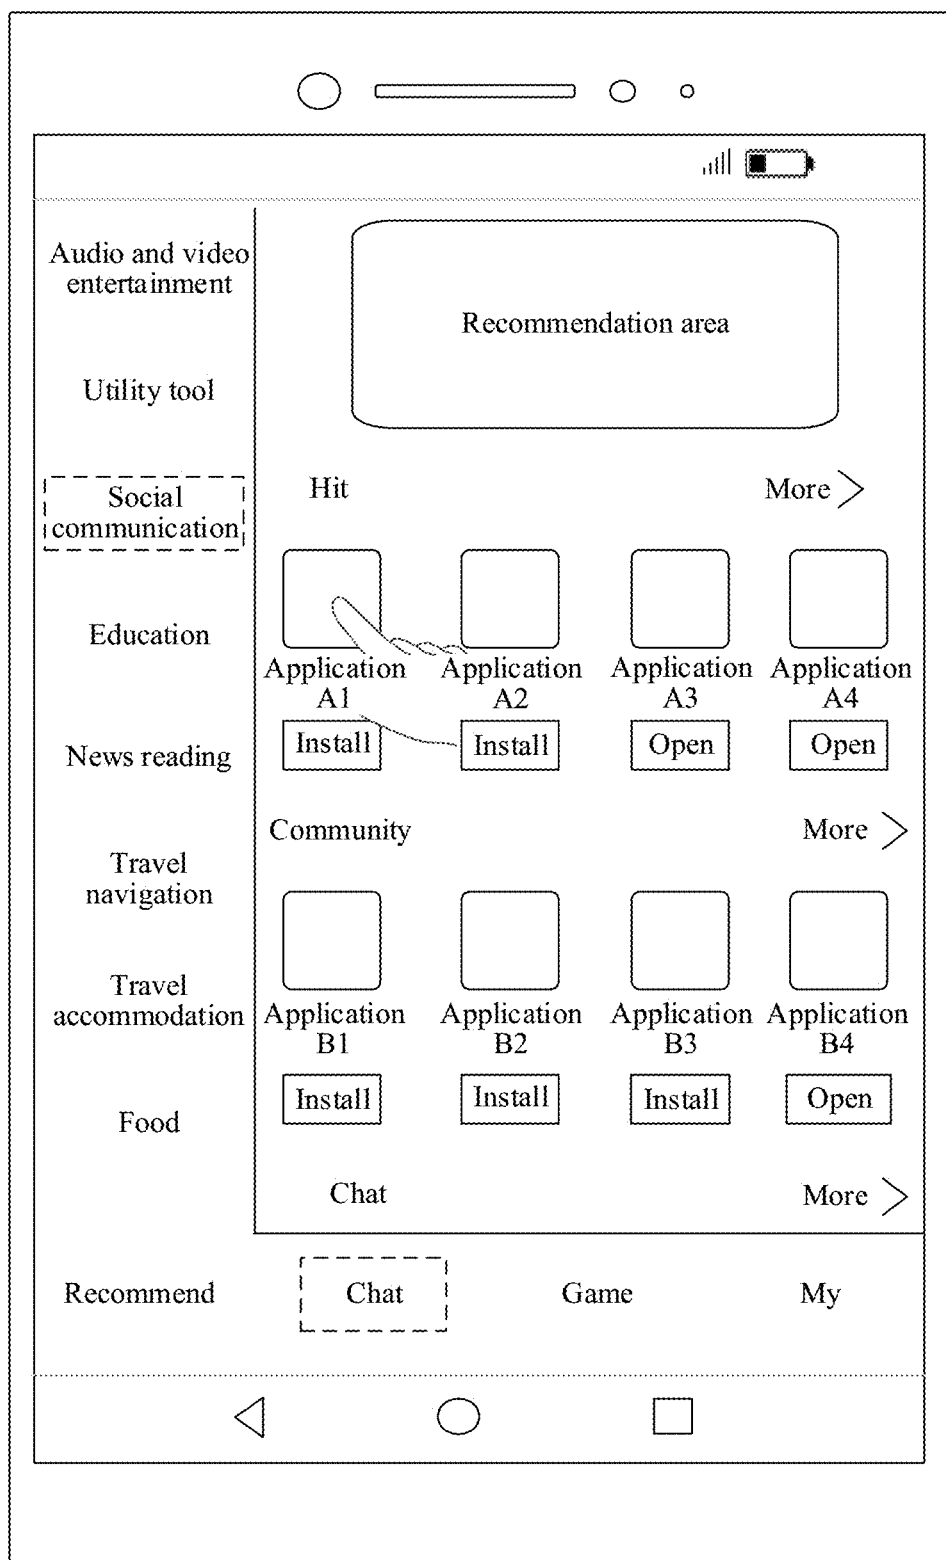 Audio and video
entertainment
Utility tool
Social
communication
Education
News reading
Travel
navigation
Travel
accommodation
Food
Recommendation area
Hit
More
Application
A1
Application
A2
Application
A3
Application
A4
Install
Install
Open
Open
Community
More
Application
B1
Application
B2
Application
B3
Application
B4
Install
Install
Install
Open
Chat
More
Recommend
Chat
Game
My